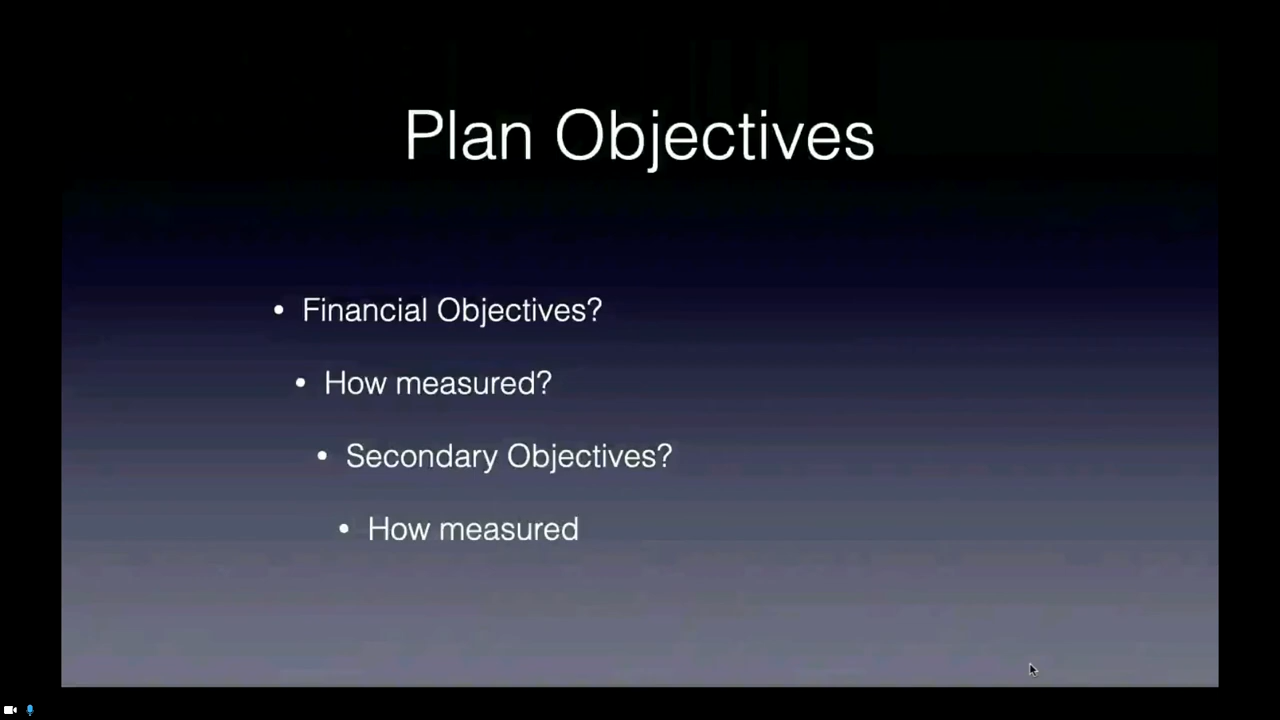 Plan Objectives
• Financial Objectives?
• How measured?
• Secondary Objectives?
• How measured